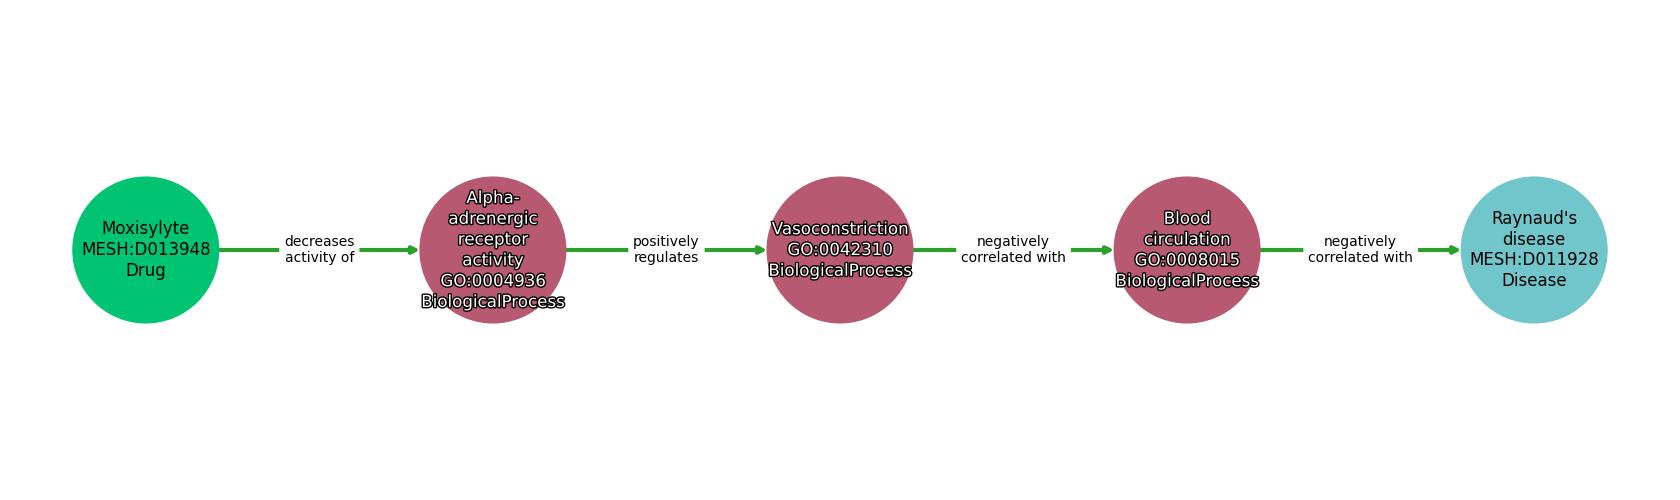 Moxisylyte
MESH:D013948
Drug
decreases
activity of
Alpha-
adrenergic
receptor
activity
GO:0004936
BiologicalProcess
positively
regulates
Vasoconstriction
GO:0042310
BiologicalProcess
negatively
correlated with
Blood
circulation
GO:0008015
BiologicalProcess
negatively
correlated with
Raynaud's
disease
MESH:D011928
Disease